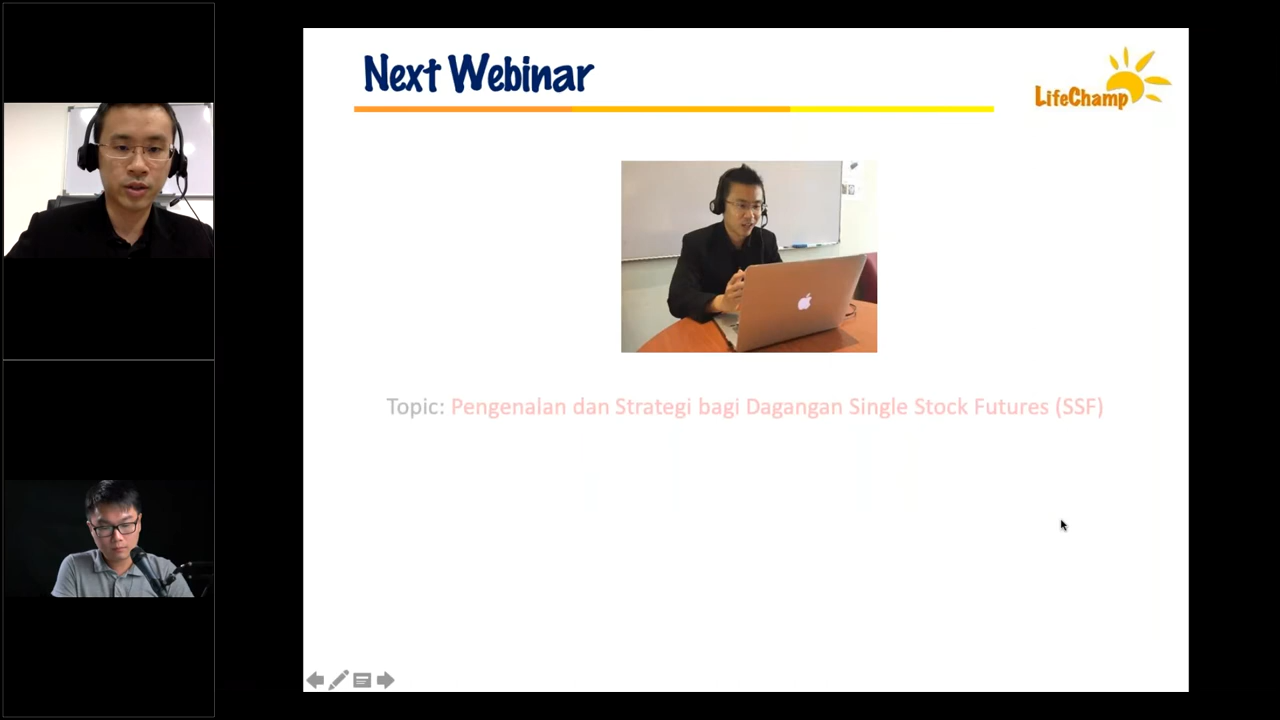 Next Webinar
LifeChamp
Topic: Pengenalan dan Strategi bagi Dagangan Single Stock Futures (SSF)